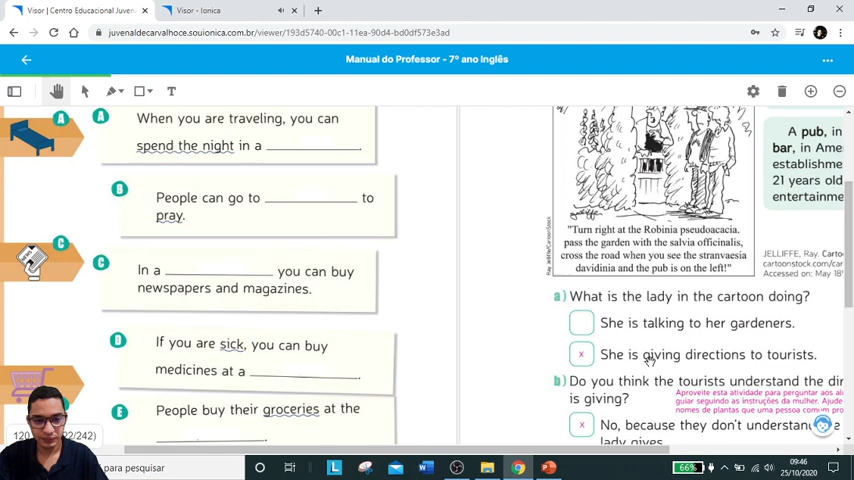 Visor | Centro Educacional Juven
Visor - Ionica
juvenaldecarvalhoce.souionica.com.br/viewer/193d5740-00c1-11ea-90d4-bd0df573e3ad
Manual do Professor - 7º ano Inglês
T
A
A
When you are traveling, you can
spend the night in a ____________.
B
People can go to ____________ to
pray.
C
C
In a ____________ you can buy
newspapers and magazines.
D
If you are sick, you can buy
medicines at a ____________.
E
People buy their groceries at the
____________.
120
22/242)
Ray Jelliffe/CartoonStock
"Turn right at the Robinia pseudoacacia.
pass the garden with the salvia officinalis,
cross the road when you see the stranvaesia
davidinia and the pub is on the left!"
A pub, in
bar, in Ame
establishme
21 years old
entertainme
JELLIFFE, Ray. Cartoo
cartoonstock.com/car
Accessed on: May 18
a) What is the lady in the cartoon doing?
She is talking to her gardeners.
x She is giving directions to tourists.
b) Do you think the tourists understand the dir
is giving?
Aproveite esta atividade para perguntar aos al
guiar seguindo as instruções da mulher. Ajude
nomes de plantas que uma pessoa comum pro
x No, because they don't understand
lady gives.
para pesquisar
66%
09:46
25/10/2020